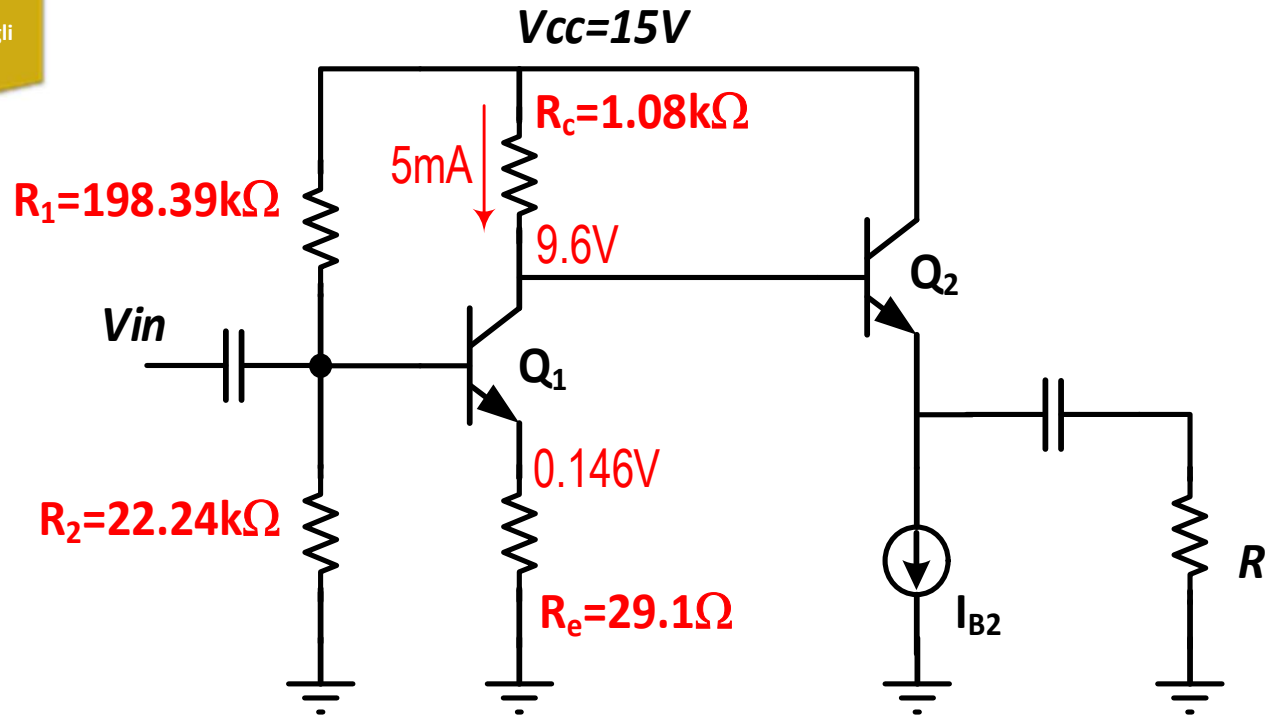 gli
Vcc=15V
Rc=1.08kΩ
5mA
R1=198.39kΩ
9.6V
Q2
Vin
Q1
0.146V
R2=22.24kΩ
R
Re=29.1Ω
IB2